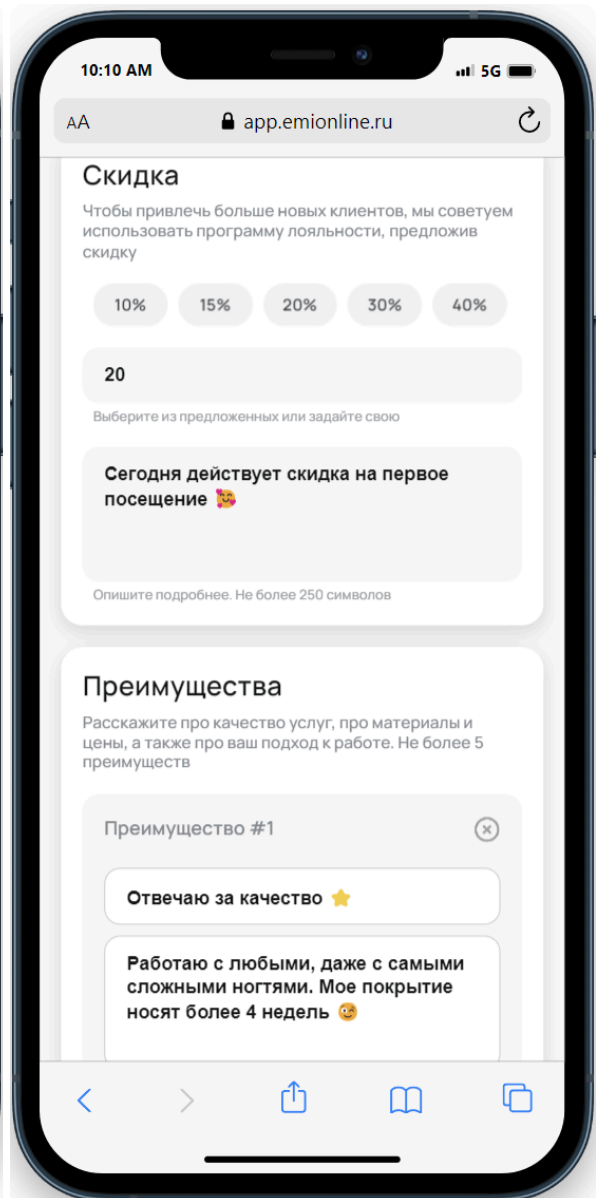 10:10 AM
5G
AA
app.emionline.ru
Скидка
Чтобы привлечь больше новых клиентов, мы советуем
использовать программу лояльности, предложив
скидку
10% 15% 20% 30% 40%
20
Выберите из предложенных или задайте свою
Сегодня действует скидка на первое
посещение 🥰
Опишите подробнее. Не более 250 символов
Преимущества
Расскажите про качество услуг, про материалы и
цены, а также про ваш подход к работе. Не более 5
преимуществ
Преимущество #1
Отвечаю за качество ⭐
Работаю с любыми, даже с самыми
сложными ногтями. Мое покрытие
носят более 4 недель 😉